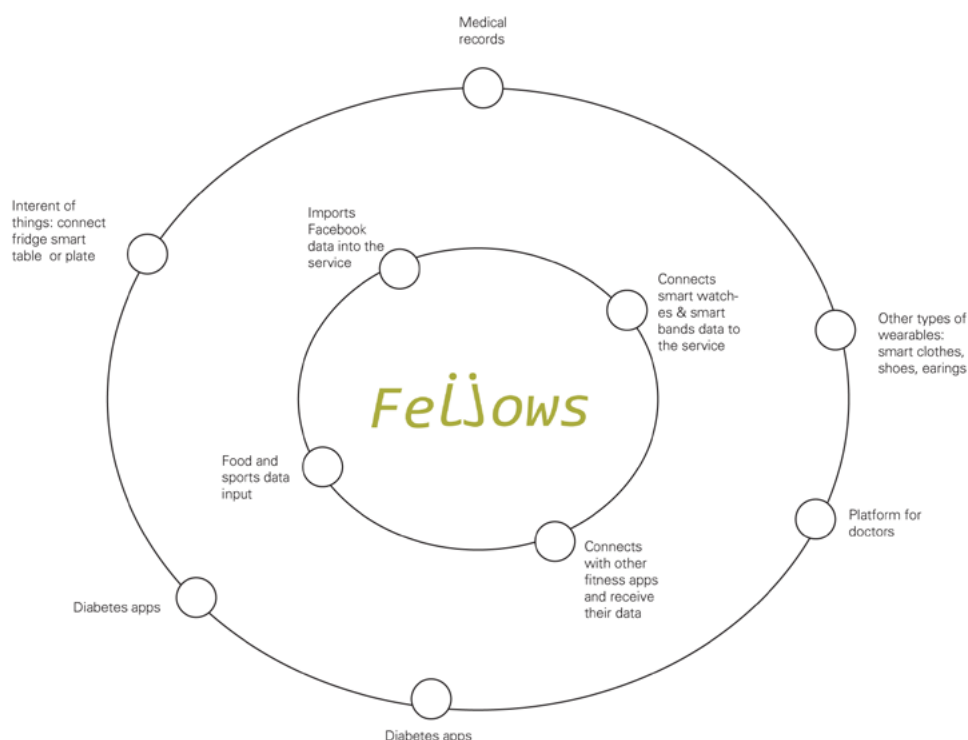 Medical
records
Interent of
things: connect
fridge smart
table or plate
Imports
Facebook
data into the
service
Connects
smart watch-
es & smart
bands data to
the service
Other types of
wearables:
smart clothes,
shoes, earings
Fellows
Food and
sports data
input
Platform for
doctors
Connects
with other
fitness apps
and receive
their data
Diabetes apps
Diabetes apps